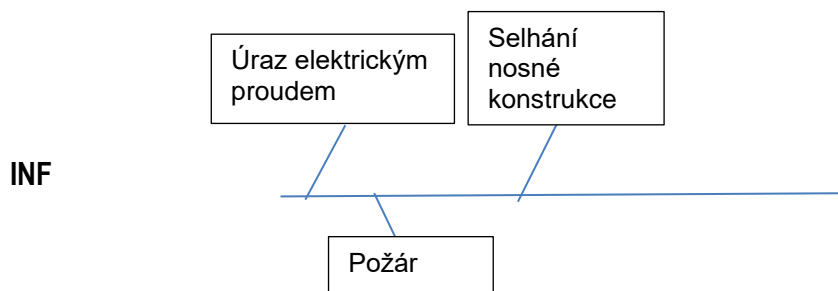 Úraz elektrickým
proudem
Selhání
nosné
konstrukce
INF
Požár